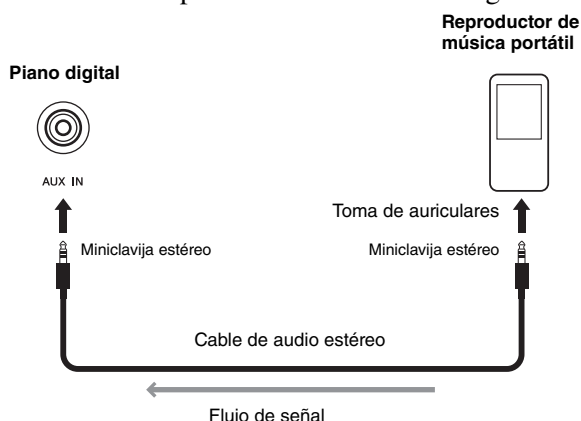 Reproductor de
música portátil
Piano digital
AUX IN
Toma de auriculares
Miniclavija estéreo
Miniclavija estéreo
Cable de audio estéreo
Flujo de señal